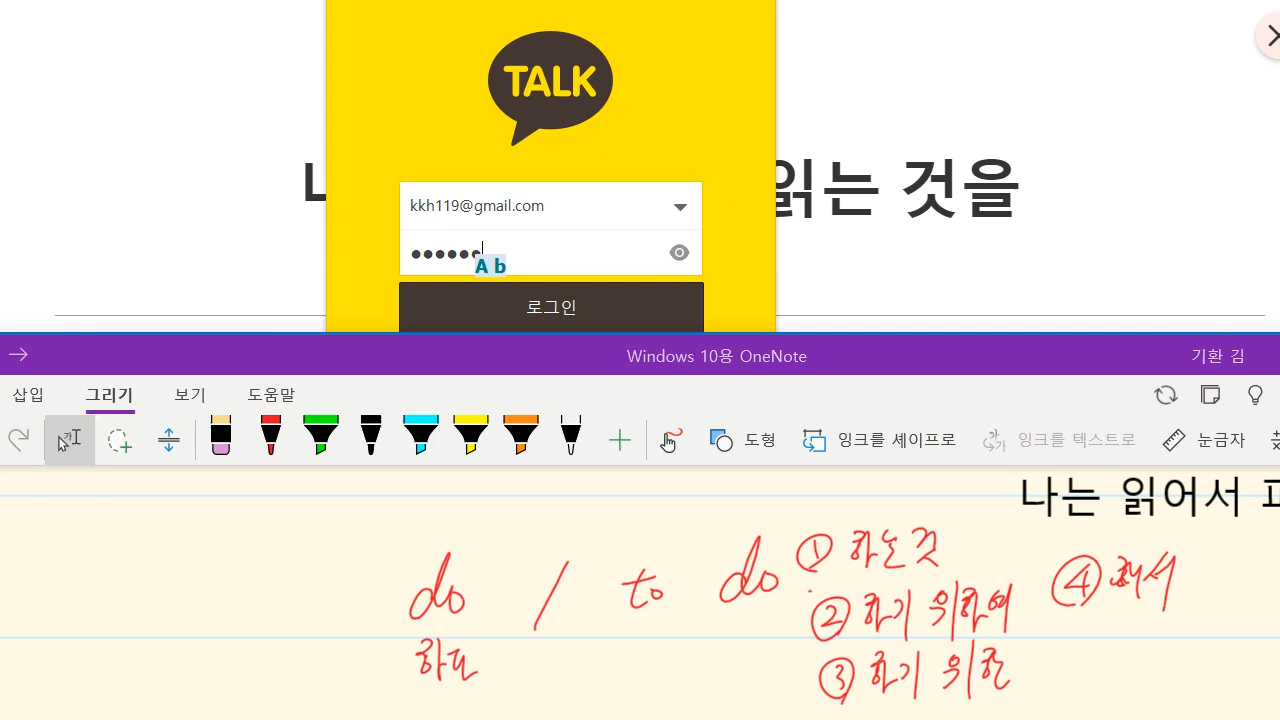 TALK
읽는 것을
kkh119@gmail.com
●●●●●●
A b
로그인
Windows 10용 OneNote
기환 김
삽입 그리기 보기 도움말
가 도형 잉크를 셰이프로 잉크를 텍스트로 눈금자
나는 읽어서
do / to do ① 하는것 ④ 해서
② 하기 위하여
하다 ③ 하기 위한